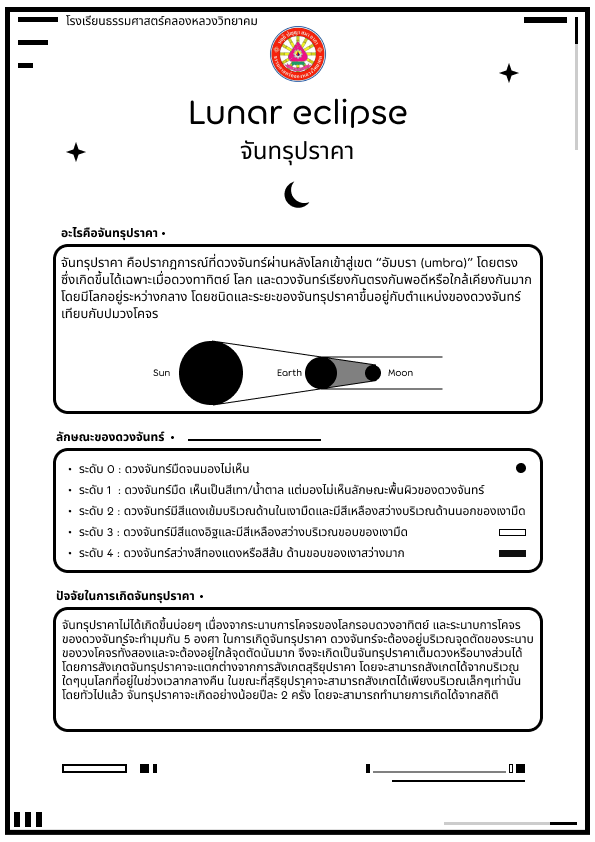 โรงเรียนธรรมศาสตร์คลองหลวงวิทยาคม
Lunar eclipse
จันทรุปราคา
อะไรคือจันทรุปราคา •
จันทรุปราคา คือปรากฏการณ์ที่ดวงจันทร์ผ่านหลังโลกเข้าสู่เขต “อัมบรา (umbra)” โดยตรง
ซึ่งเกิดขึ้นได้เฉพาะเมื่อดวงทาทิตย์ โลก และดวงจันทร์เรียงกันตรงกันพอดีหรือใกล้เคียงกันมาก
โดยมีโลกอยู่ระหว่างกลาง โดยชนิดและระยะของจันทรุปราคาขึ้นอยู่กับตำแหน่งของดวงจันทร์
เทียบกับปมวงโคจร
Sun Earth Moon
ลักษณะของดวงจันทร์ •
• ระดับ 0 : ดวงจันทร์มืดจนมองไม่เห็น
• ระดับ 1 : ดวงจันทร์มืด เห็นเป็นสีเทา/น้ำตาล แต่มองไม่เห็นลักษณะพื้นผิวของดวงจันทร์
• ระดับ 2 : ดวงจันทร์มีสีแดงเข้มบริเวณด้านในเงามืดและมีสีเหลืองสว่างบริเวณด้านนอกของเงามืด
• ระดับ 3 : ดวงจันทร์มีสีแดงอิฐและมีสีเหลืองสว่างบริเวณขอบของเงามืด
• ระดับ 4 : ดวงจันทร์สว่างสีทองแดงหรือสีส้ม ด้านขอบของเงาสว่างมาก
ปัจจัยในการเกิดจันทรุปราคา •
จันทรุปราคาไม่ได้เกิดขึ้นบ่อยๆ เนื่องจากระนาบการโคจรของโลกรอบดวงอาทิตย์ และระนาบการโคจร
ของดวงจันทร์จะทำมุมกัน 5 องศา ในการเกิดจันทรุปราคา ดวงจันทร์จะต้องอยู่บริเวณจุดตัดของระนาบ
ของวงโคจรทั้งสองและจะต้องอยู่ใกล้จุดตัดนั้นมาก จึงจะเกิดเป็นจันทรุปราคาเต็มดวงหรือบางส่วนได้
โดยการสังเกตจันทรุปราคาจะแตกต่างจากการสังเกตสุริยุปราคา โดยจะสามารถสังเกตได้จากบริเวณ
ใดๆบนโลกที่อยู่ในช่วงเวลากลางคืน ในขณะที่สุริยุปราคาจะสามารถสังเกตได้เพียงบริเวณเล็กๆเท่านั้น
โดยทั่วไปแล้ว จันทรุปราคาจะเกิดอย่างน้อยปีละ 2 ครั้ง โดยจะสามารถทำนายการเกิดได้จากสถิติ